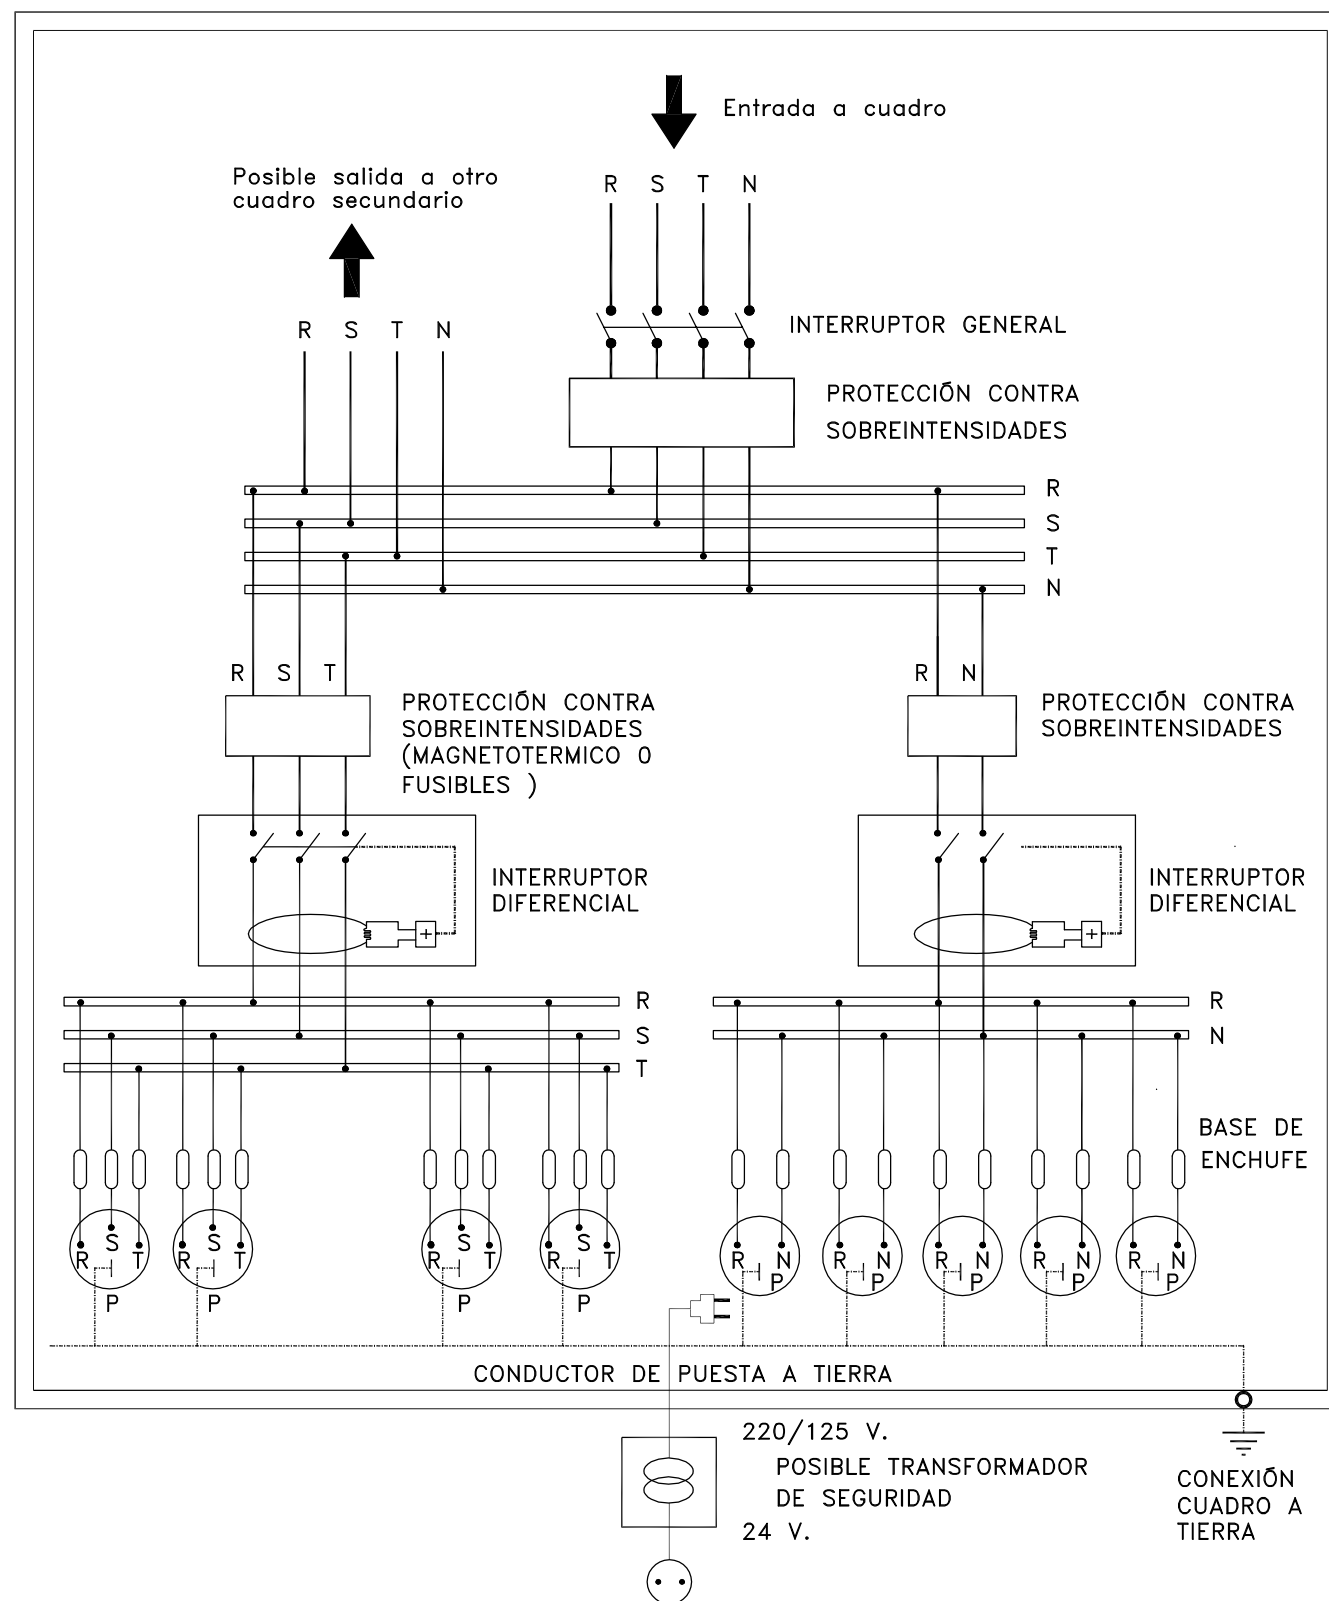 Entrada a cuadro
Posible salida a otro
cuadro secundario
R S T N
R S T N
INTERRUPTOR GENERAL
PROTECCIÓN CONTRA
SOBREINTENSIDADES
R
S
T
N
R S T
R N
PROTECCIÓN CONTRA
SOBREINTENSIDADES
(MAGNETOTERMICO O
FUSIBLES )
PROTECCIÓN CONTRA
SOBREINTENSIDADES
INTERRUPTOR
DIFERENCIAL
INTERRUPTOR
DIFERENCIAL
R
S
T
R
N
BASE DE
ENCHUFE
R S T
P
R S T
P
R S T
P
R S T
P
R N
P
R N
P
R N
P
R N
P
R N
P
CONDUCTOR DE PUESTA A TIERRA
220/125 V.
POSIBLE TRANSFORMADOR
DE SEGURIDAD
24 V.
CONEXIÓN
CUADRO A
TIERRA